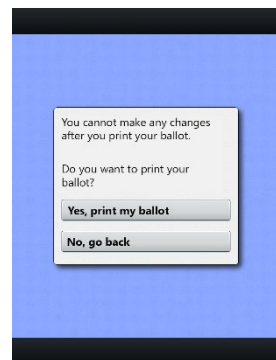 You cannot make any changes
after you print your ballot.
Do you want to print your
ballot?
Yes, print my ballot
No, go back